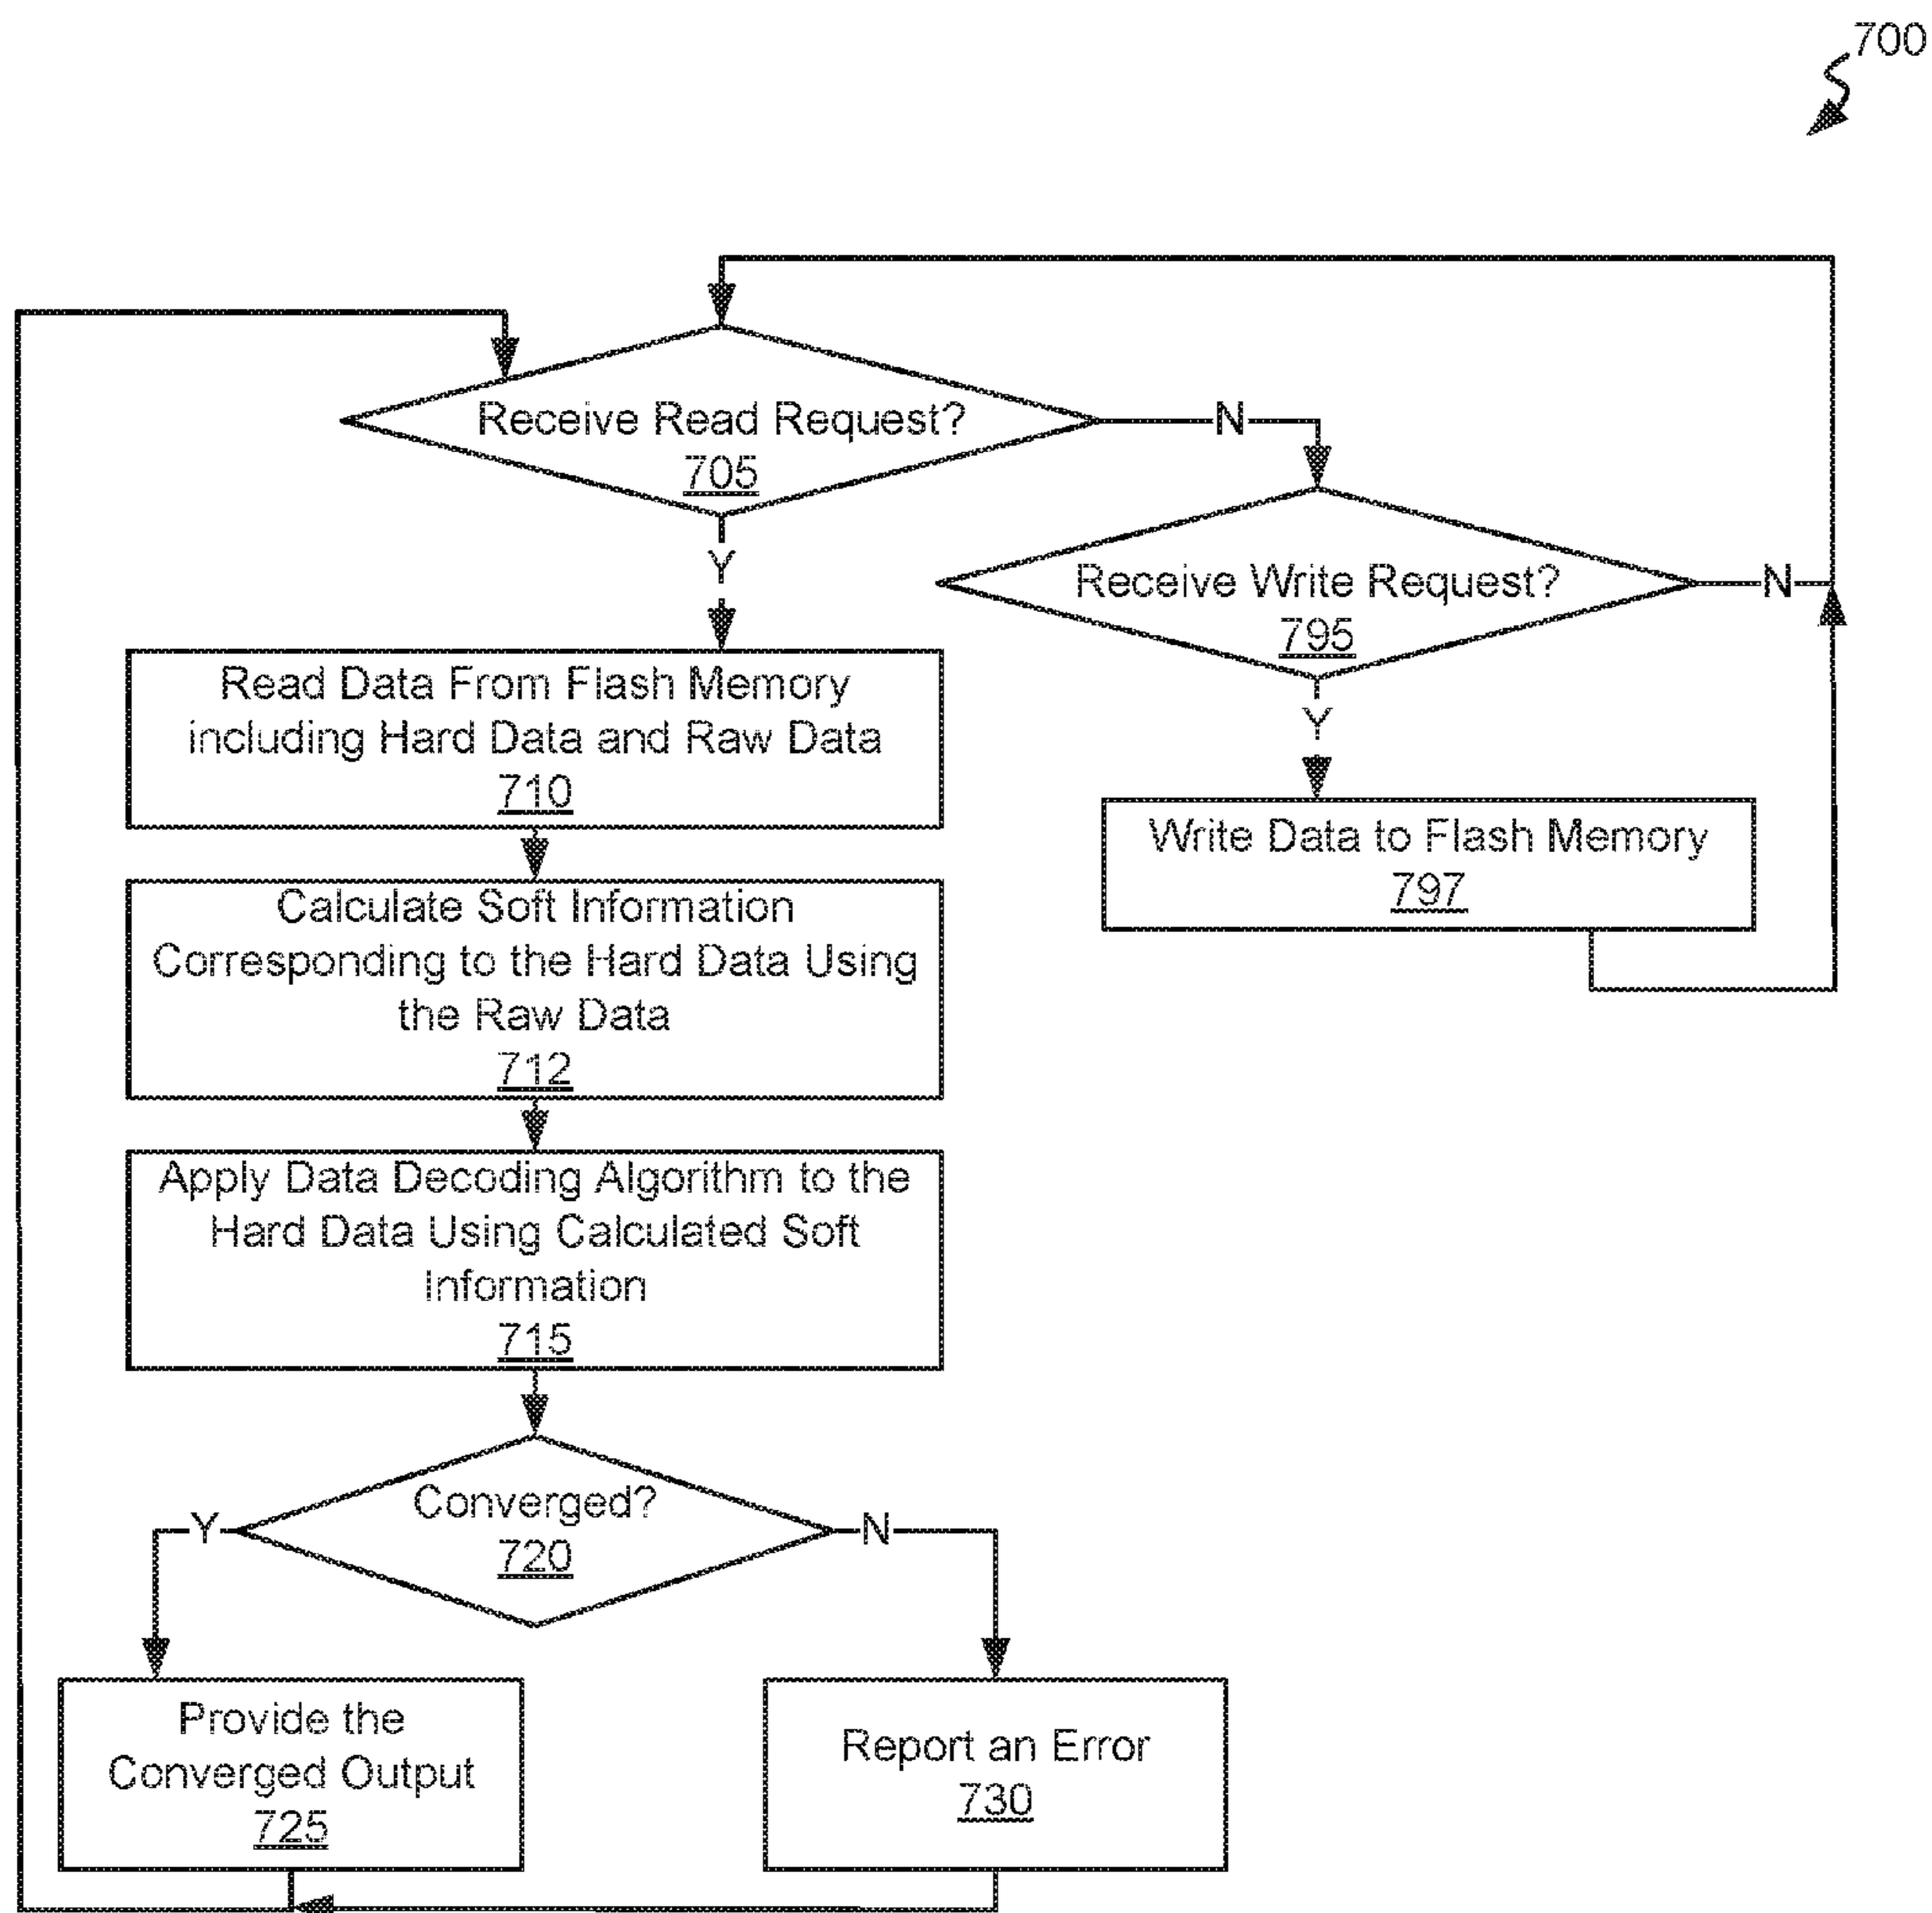 700
Receive Read Request?
705
N
Y
Receive Write Request?
795
N
Y
Read Data From Flash Memory
including Hard Data and Raw Data
710
Write Data to Flash Memory
797
Calculate Soft Information
Corresponding to the Hard Data Using
the Raw Data
712
Apply Data Decoding Algorithm to the
Hard Data Using Calculated Soft
Information
715
Converged?
720
Y
N
Provide the
Converged Output
725
Report an Error
730